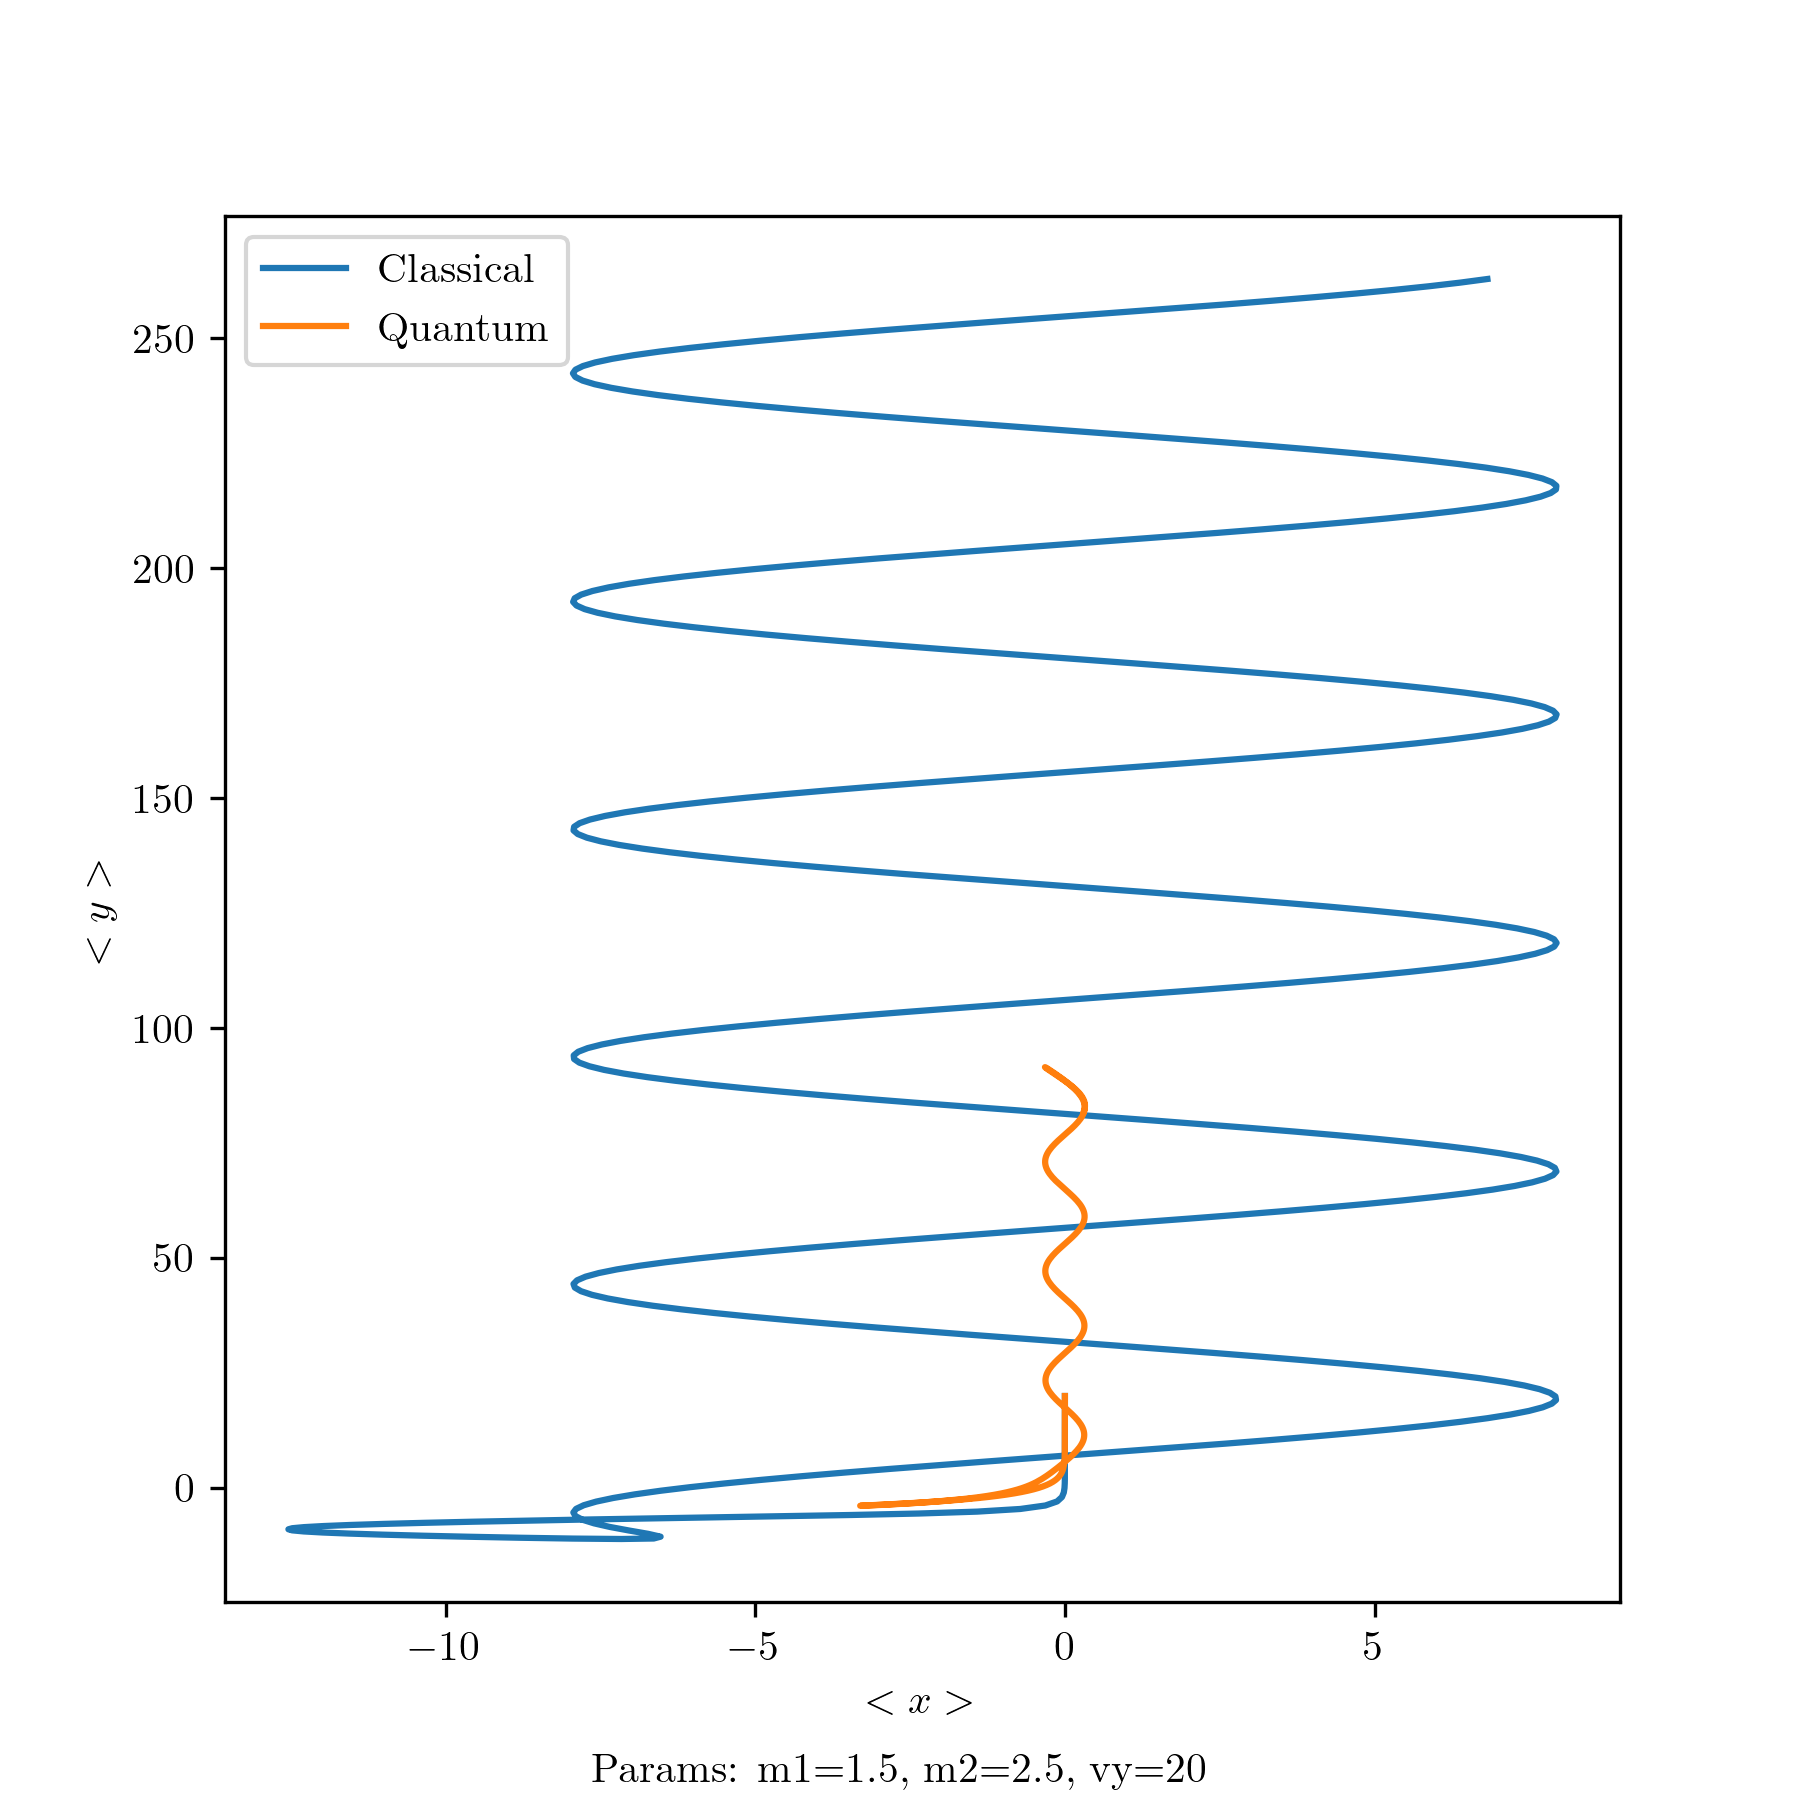 Classical
Quantum
250
200
150
100
50
0
< y >
−10 −5 0 5
< x >
Params: m1=1.5, m2=2.5, vy=20